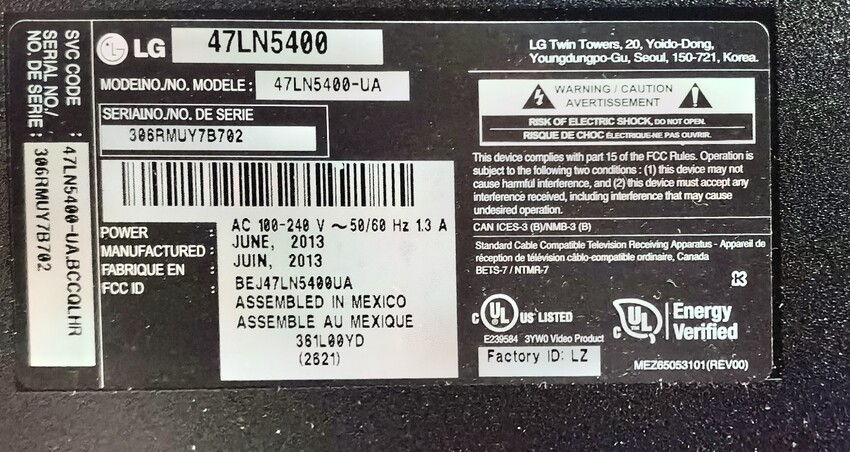 SVC CODE : 47LN5400-UA.BCCQLHR
SERIAL NO./
NO. DE SERIE : 306RMUY7B702
LG 47LN5400
MODELNO./NO. MODELE : 47LN5400-UA
SERIALNO./NO. DE SERIE
306RMUY7B702
POWER : AC 100-240 V ~50/60 Hz 1.3 A
MANUFACTURED : JUNE, 2013
FABRIQUE EN : JUIN, 2013
FCC ID : BEJ47LN5400UA
ASSEMBLED IN MEXICO
ASSEMBLE AU MEXIQUE
361L00YD
(2621)
LG Twin Towers, 20, Yoido-Dong,
Youngdungpo-Gu, Seoul, 150-721, Korea.
WARNING / CAUTION
AVERTISSEMENT
RISK OF ELECTRIC SHOCK, DO NOT OPEN.
RISQUE DE CHOC ÉLECTRIQUE-NE PAS OUVRIR.
This device complies with part 15 of the FCC Rules. Operation is
subject to the following two conditions : (1) this device may not
cause harmful interference, and (2) this device must accept any
interference received, including interference that may cause
undesired operation.
CAN ICES-3 (B)/NMB-3 (B)
Standard Cable Compatible Television Receiving Apparatus - Appareil de
réception de télévision câblo-compatible ordinaire, Canada
BETS-7 / NTMR-7
c UL US LISTED
E239584 3YW0 Video Product
c UL Energy
Verified
Factory ID: LZ
MEZ65053101(REV00)